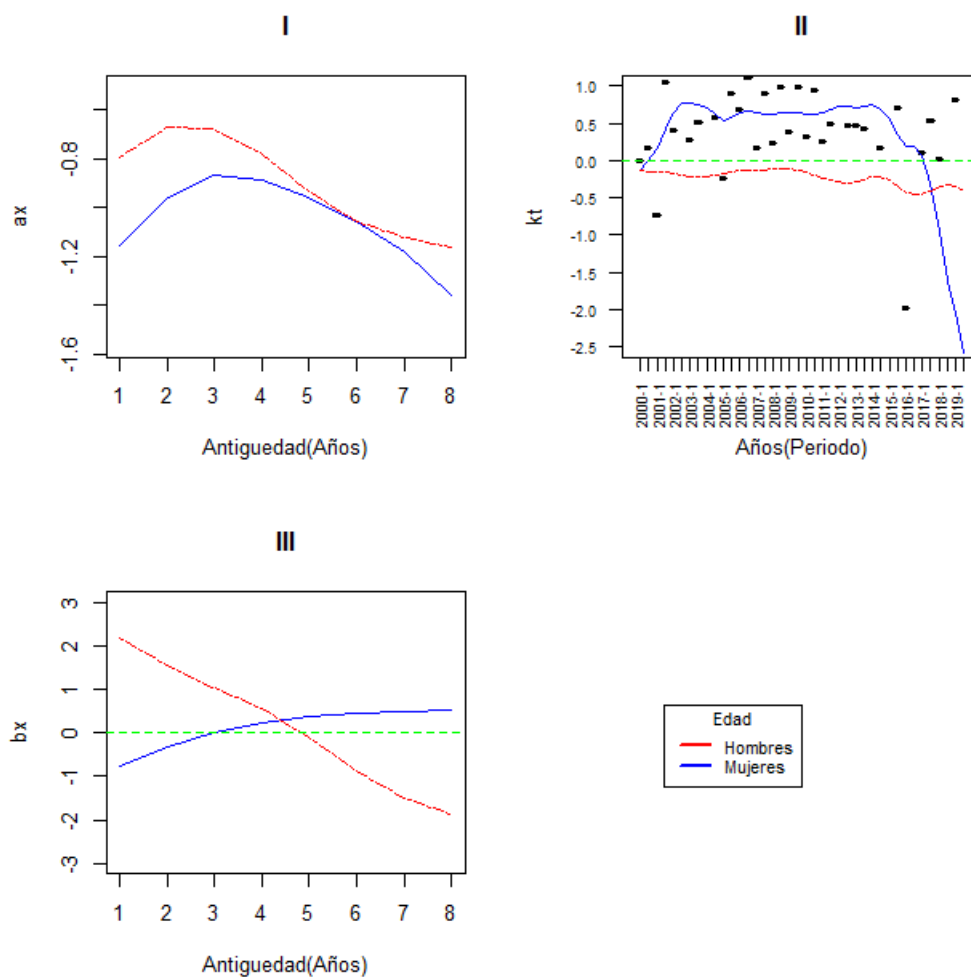 I
ax
-0.8
-1.2
-1.6
1 2 3 4 5 6 7 8
Antiguedad(Años)
II
kt
1.0
0.5
0.0
-0.5
-1.0
-1.5
-2.0
-2.5
2000-1 2001-1 2002-1 2003-1 2004-1 2005-1 2006-1 2007-1 2008-1 2009-1 2010-1 2011-1 2012-1 2013-1 2014-1 2015-1 2016-1 2017-1 2018-1 2019-1
Años(Periodo)
III
bx
3
2
1
0
-1
-2
-3
1 2 3 4 5 6 7 8
Antiguedad(Años)
Edad
Hombres
Mujeres